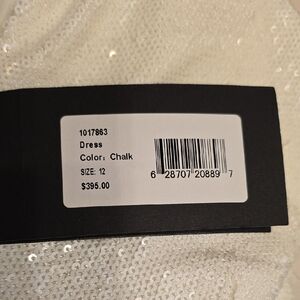 1017863
Dress
Color: Chalk
SIZE: 12
$395.00
6 28707 20889 7